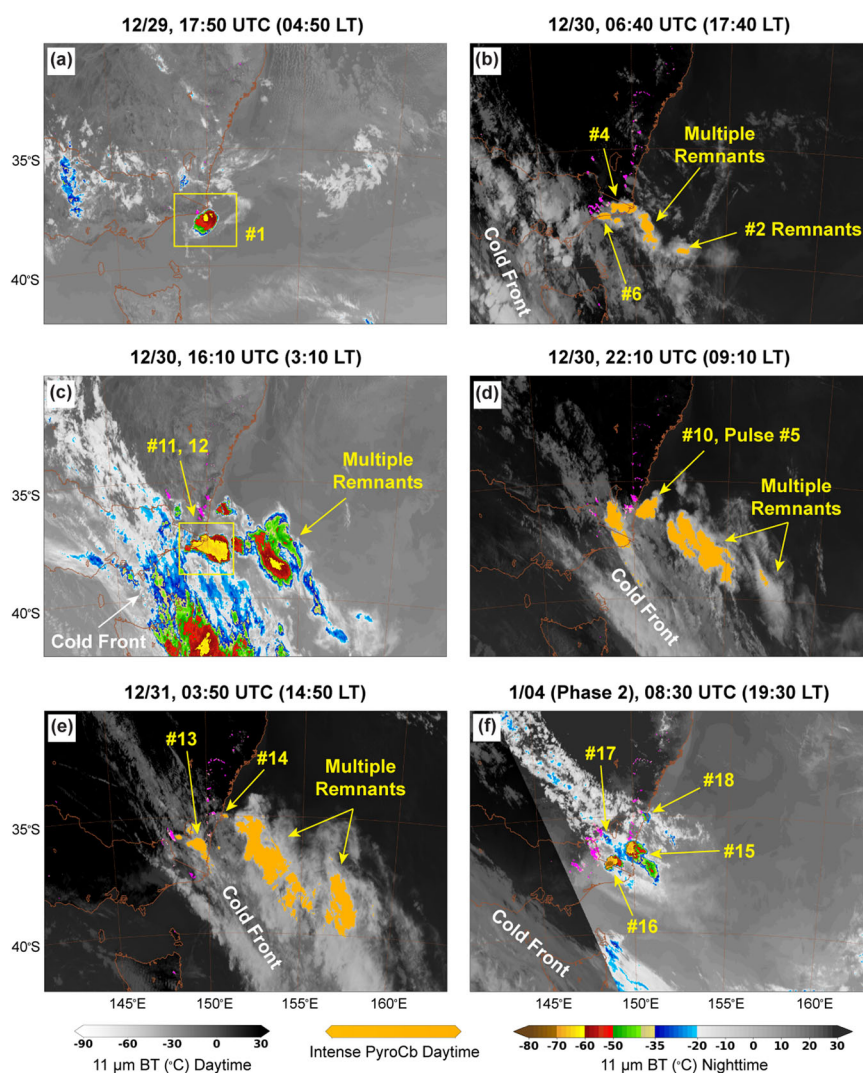 12/29, 17:50 UTC (04:50 LT)
12/30, 06:40 UTC (17:40 LT)
(a)
35°S
40°S
#1
(b)
#4
Multiple
Remnants
#2 Remnants
#6
Cold Front
12/30, 16:10 UTC (3:10 LT)
12/30, 22:10 UTC (09:10 LT)
(c)
35°S
40°S
#11, 12
Multiple
Remnants
Cold Front
(d)
#10, Pulse #5
Multiple
Remnants
Cold Front
12/31, 03:50 UTC (14:50 LT)
1/04 (Phase 2), 08:30 UTC (19:30 LT)
(e)
35°S
40°S
#13
#14
Multiple
Remnants
Cold Front
145°E 150°E 155°E 160°E
(f)
#17
#18
#15
#16
Cold Front
145°E 150°E 155°E 160°E
-90 -60 -30 0 30
11 µm BT (°C) Daytime
Intense PyroCb Daytime
-80 -70 -60 -50 -35 -20 -10 0 10 20 30
11 µm BT (°C) Nighttime